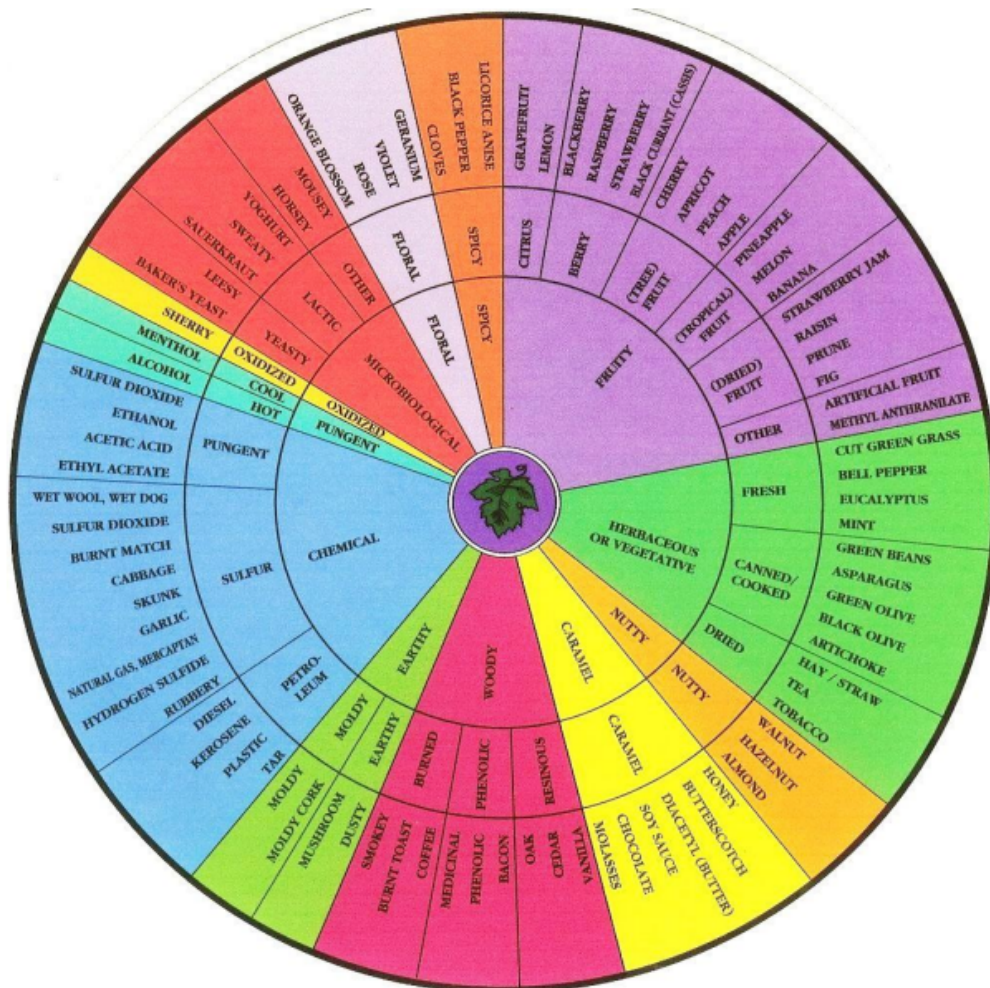 FRUITY
CITRUS
GRAPEFRUIT
LEMON
BERRY
BLACKBERRY
RASPBERRY
STRAWBERRY
BLACK CURRANT (CASSIS)
(TREE)
FRUIT
CHERRY
APRICOT
PEACH
APPLE
(TROPICAL)
FRUIT
PINEAPPLE
MELON
BANANA
(DRIED)
FRUIT
STRAWBERRY JAM
RAISIN
PRUNE
FIG
OTHER
ARTIFICIAL FRUIT
METHYL ANTHRANILATE
HERBACEOUS
OR VEGETATIVE
FRESH
CUT GREEN GRASS
BELL PEPPER
EUCALYPTUS
MINT
CANNED/
COOKED
GREEN BEANS
ASPARAGUS
GREEN OLIVE
BLACK OLIVE
ARTICHOKE
DRIED
HAY / STRAW
TEA
TOBACCO
NUTTY
NUTTY
WALNUT
HAZELNUT
ALMOND
CARAMEL
CARAMEL
HONEY
BUTTERSCOTCH
DIACETYL (BUTTER)
SOY SAUCE
CHOCOLATE
MOLASSES
WOODY
RESINOUS
VANILLA
CEDAR
OAK
PHENOLIC
BACON
PHENOLIC
MEDICINAL
BURNED
COFFEE
BURNT TOAST
SMOKEY
EARTHY
EARTHY
DUSTY
MUSHROOM
MOLDY
MOLDY CORK
MOLDY
CHEMICAL
PETRO-
LEUM
TAR
PLASTIC
KEROSENE
DIESEL
SULFUR
RUBBERY
HYDROGEN SULFIDE
NATURAL GAS, MERCAPTAN
GARLIC
SKUNK
CABBAGE
BURNT MATCH
SULFUR DIOXIDE
WET WOOL, WET DOG
PUNGENT
ETHYL ACETATE
ACETIC ACID
ETHANOL
SULFUR DIOXIDE
PUNGENT
HOT
ALCOHOL
COOL
MENTHOL
OXIDIZED
OXIDIZED
SHERRY
MICROBIOLOGICAL
YEASTY
BAKER'S YEAST
LEESY
LACTIC
SAUERKRAUT
SWEATY
YOGHURT
OTHER
HORSEY
MOUSEY
FLORAL
FLORAL
ORANGE BLOSSOM
ROSE
VIOLET
GERANIUM
SPICY
SPICY
CLOVES
BLACK PEPPER
LICORICE ANISE